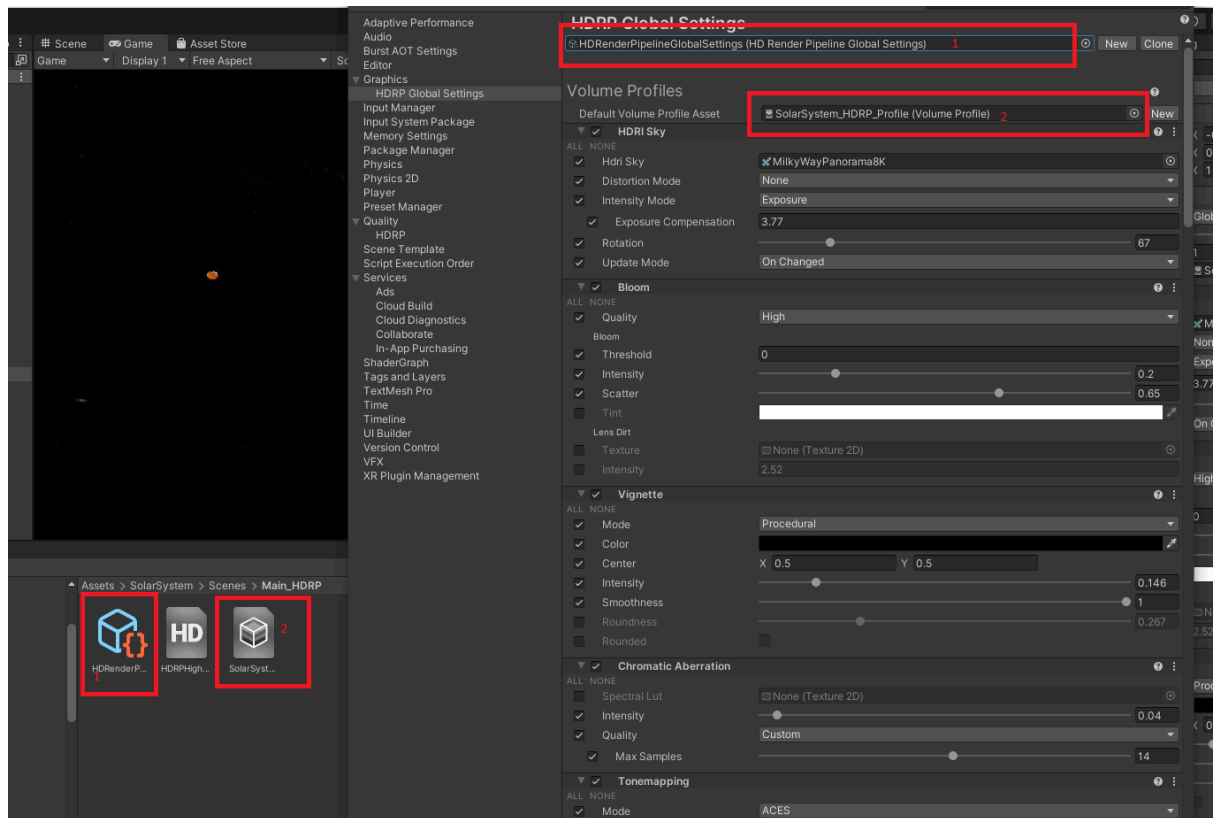 # Scene Game Asset Store
Game Display 1 Free Aspect Sc
Assets > SolarSystem > Scenes > Main_HDRP
HDRenderP... HDRPHigh... SolarSyst...
1
HD
2
Adaptive Performance
Audio
Burst AOT Settings
Editor
Graphics
HDRP Global Settings
Input Manager
Input System Package
Memory Settings
Package Manager
Physics
Physics 2D
Player
Preset Manager
Quality
HDRP
Scene Template
Script Execution Order
Services
Ads
Cloud Build
Cloud Diagnostics
Collaborate
In-App Purchasing
ShaderGraph
Tags and Layers
TextMesh Pro
Time
Timeline
UI Builder
Version Control
VFX
XR Plugin Management
HDRP Global Settings
HDRenderPipelineGlobalSettings (HD Render Pipeline Global Settings) 1 New Clone
Volume Profiles
Default Volume Profile Asset SolarSystem_HDRP_Profile (Volume Profile) 2 New
HDRI Sky
ALL NONE
Hdri Sky MilkyWayPanorama8K
Distortion Mode None
Intensity Mode Exposure
Exposure Compensation 3.77
Rotation 67
Update Mode On Changed
Bloom
ALL NONE
Quality High
Bloom
Threshold 0
Intensity 0.2
Scatter 0.65
Tint
Lens Dirt
Texture None (Texture 2D)
Intensity 2.52
Vignette
ALL NONE
Mode Procedural
Color
Center X 0.5 Y 0.5
Intensity 0.146
Smoothness 1
Roundness 0.267
Rounded
Chromatic Aberration
ALL NONE
Spectral Lut None (Texture 2D)
Intensity 0.04
Quality Custom
Max Samples 14
Tonemapping
ALL NONE
Mode ACES